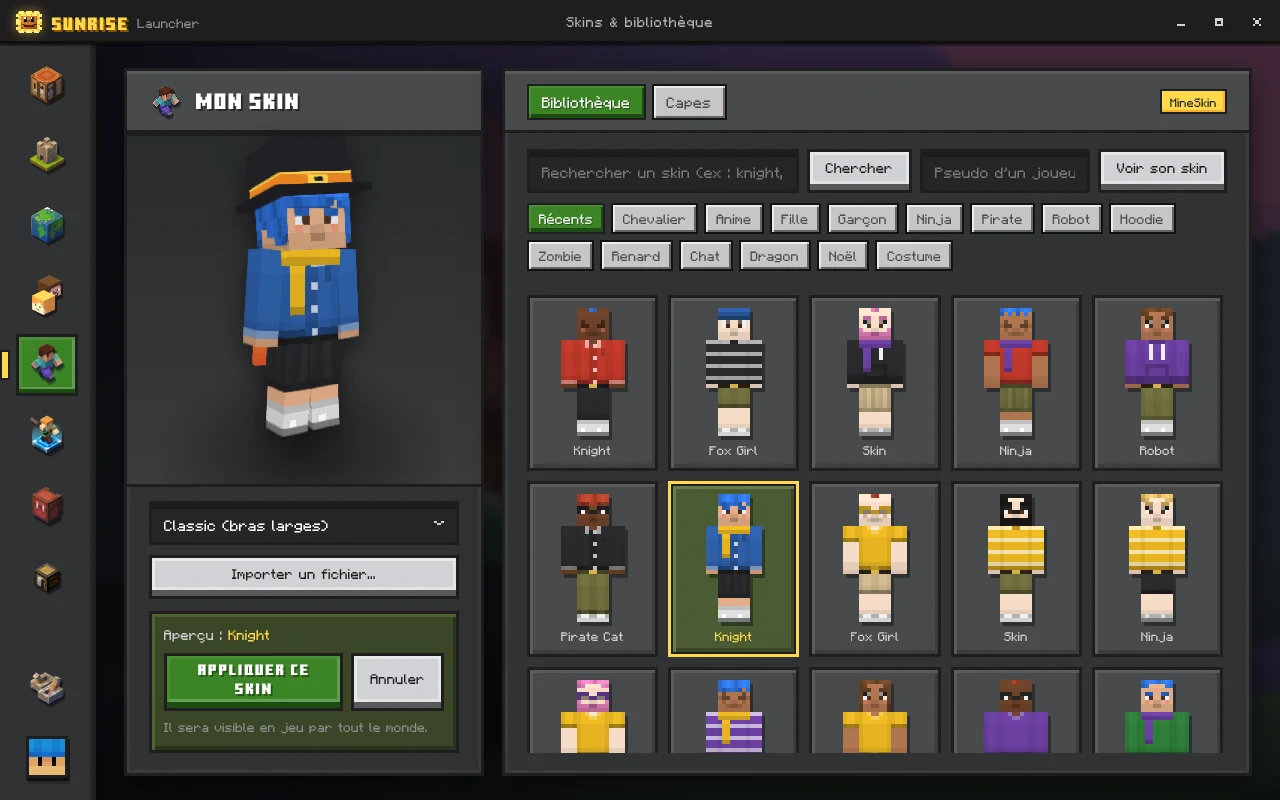 SUNRISE Launcher
Skins & bibliothèque
MON SKIN
Bibliothèque
Capes
MineSkin
Rechercher un skin (ex : knight,
Chercher
Pseudo d'un joueu
Voir son skin
Récents
Chevalier
Anime
Fille
Garçon
Ninja
Pirate
Robot
Hoodie
Zombie
Renard
Chat
Dragon
Noël
Costume
Knight
Fox Girl
Skin
Ninja
Robot
Pirate Cat
Knight
Fox Girl
Skin
Ninja
Classic (bras larges)
Importer un fichier...
Aperçu : Knight
APPLIQUER CE
SKIN
Annuler
Il sera visible en jeu par tout le monde.